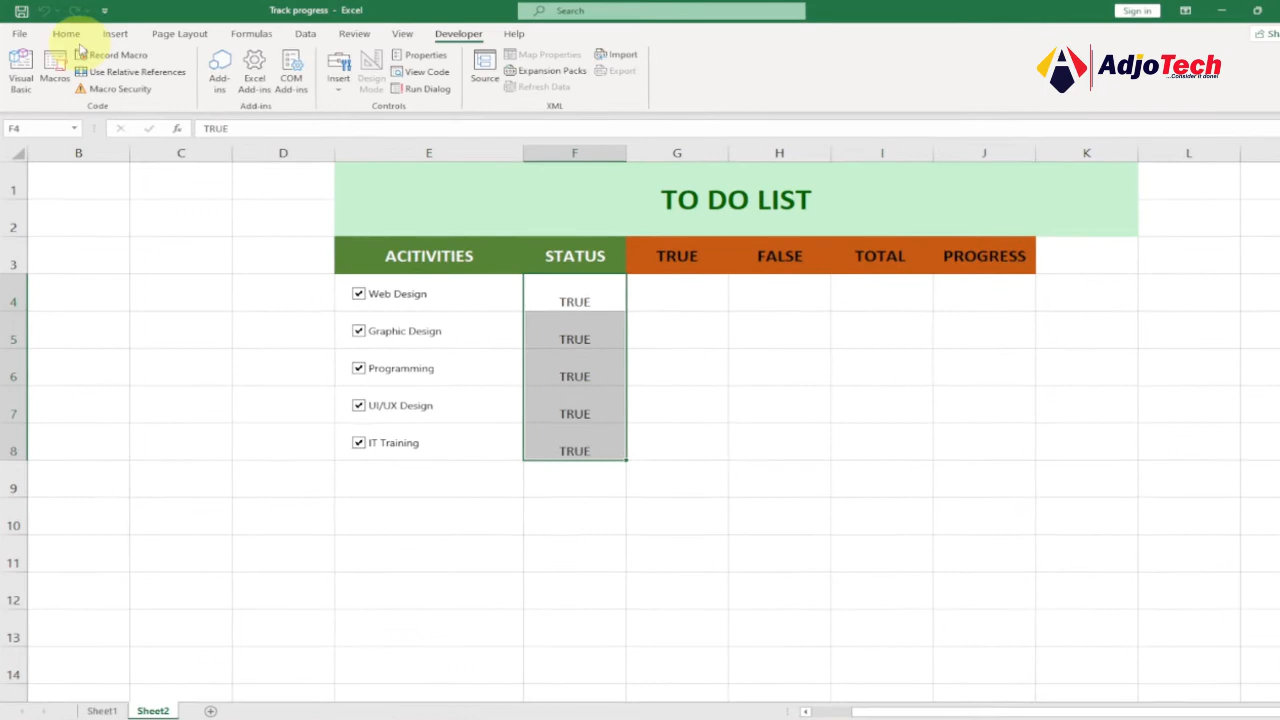 Track progress - Excel
Search
Sign in
File Home Insert Page Layout Formulas Data Review View Developer Help
Sh
Visual Basic
Macros
Record Macro
Use Relative References
Macro Security
Code
Add-ins
Excel Add-ins
COM Add-ins
Add-ins
Insert
Design Mode
Properties
View Code
Run Dialog
Controls
Source
Map Properties
Expansion Packs
Refresh Data
Import
Export
XML
AdjoTech
...Consider it done!
F4 fx TRUE
B C D E F G H I J K L
1
TO DO LIST
2
3 ACITIVITIES STATUS TRUE FALSE TOTAL PROGRESS
4 Web Design TRUE
5 Graphic Design TRUE
6 Programming TRUE
7 UI/UX Design TRUE
8 IT Training TRUE
9
10
11
12
13
14
Sheet1 Sheet2